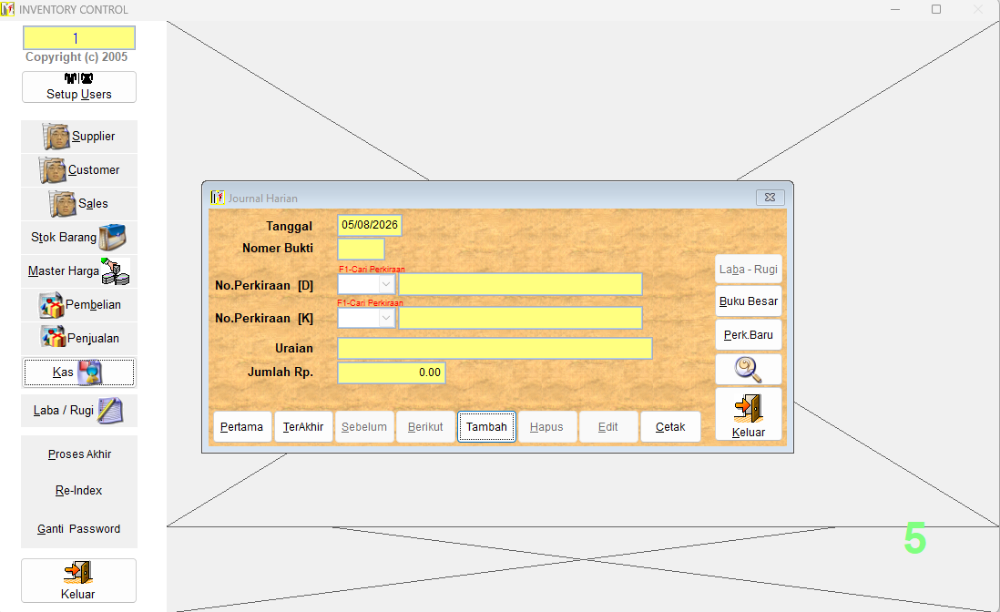 INVENTORY CONTROL
1
Copyright (c) 2005
Setup Users
Supplier
Customer
Sales
Stok Barang
Master Harga
Pembelian
Penjualan
Kas
Laba / Rugi
Proses Akhir
Re-Index
Ganti Password
Keluar
Journal Harian
Tanggal 05/08/2026
Nomer Bukti
F1-Cari Perkiraan
No.Perkiraan [D]
F1-Cari Perkiraan
No.Perkiraan [K]
Uraian
Jumlah Rp. 0.00
Laba - Rugi
Buku Besar
Perk.Baru
Keluar
Pertama TerAkhir Sebelum Berikut Tambah Hapus Edit Cetak
5